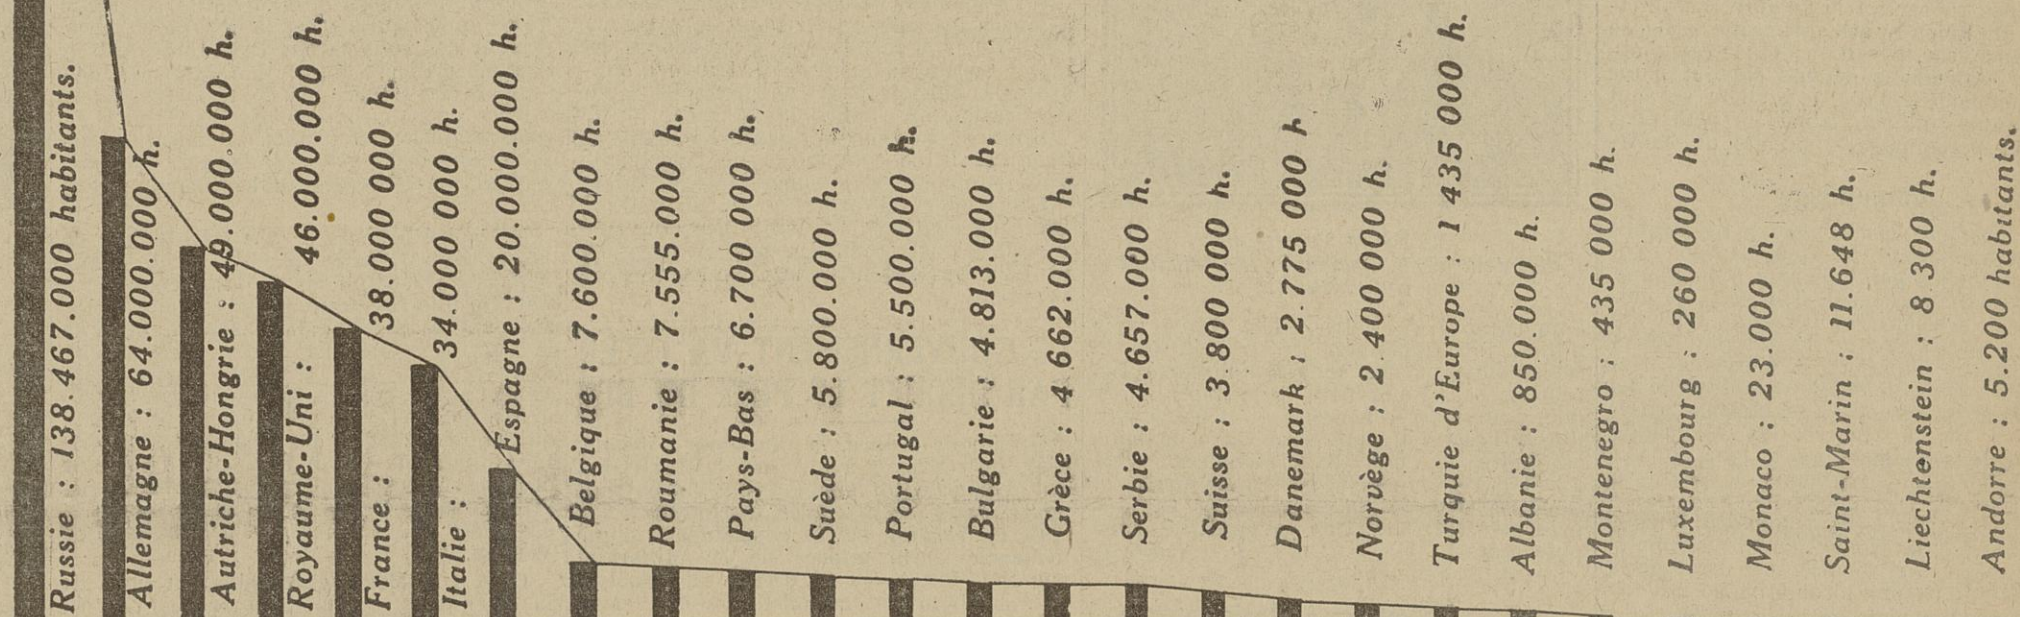 Russie : 138.467.000 habitants.
Allemagne : 64.000.000 h.
Autriche-Hongrie : 49.000.000 h.
Royaume-Uni : 46.000.000 h.
France : 38.000 000 h.
Italie : 34.000 000 h.
Espagne : 20.000.000 h.
Belgique : 7.600.000 h.
Roumanie : 7.555.000 h.
Pays-Bas : 6.700 000 h.
Suède : 5.800.000 h.
Portugal : 5.500.000 h.
Bulgarie : 4.813.000 h.
Grèce : 4 662.000 h.
Serbie : 4.657.000 h.
Suisse : 3 800 000 h.
Danemark : 2.775 000 h
Norvège : 2 400 000 h.
Turquie d'Europe : 1 435 000 h.
Albanie : 850.000 h.
Montenegro : 435 000 h.
Luxembourg : 260 000 h.
Monaco : 23.000 h.
Saint-Marin : 11.648 h.
Liechtenstein : 8 300 h.
Andorre : 5.200 habitants.